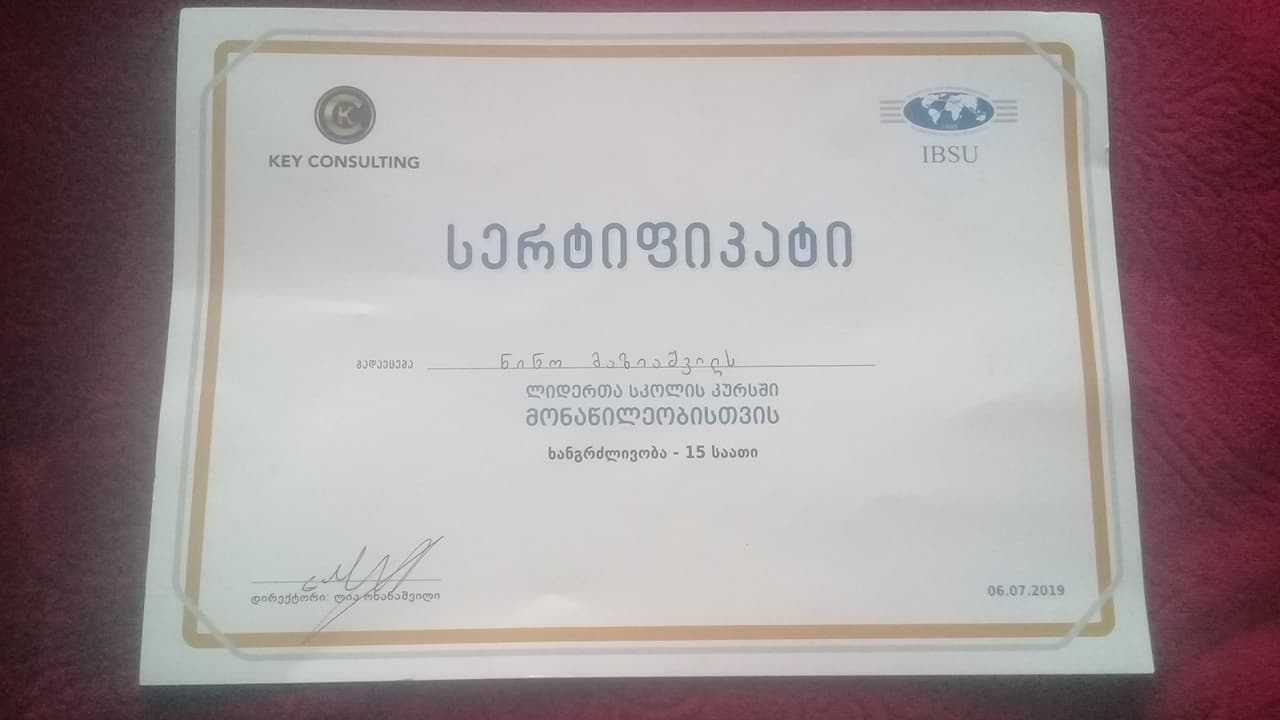 KEY CONSULTING
IBSU
სერტიფიკატი
გადაეცემა ნინო მაზიაშვილს
ლიდერთა სკოლის კურსში
მონაწილეობისთვის
ხანგრძლივობა - 15 საათი
დირექტორი: ლია
06.07.2019